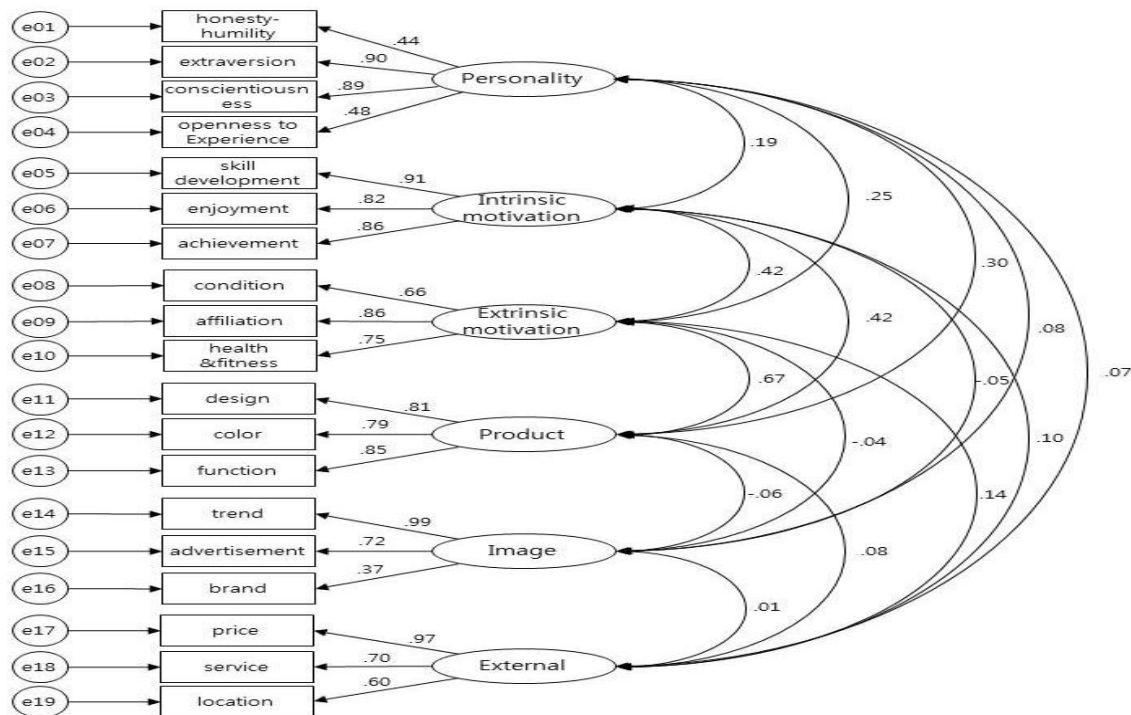 e01
honesty-
humility
.44
e02
extraversion
.90
Personality
e03
conscientiousn
ess
.89
e04
openness to
Experience
.48
.19
e05
skill
development
.91
e06
enjoyment
.82
Intrinsic
motivation
.25
e07
achievement
.86
.42
.30
e08
condition
.66
e09
affiliation
.86
Extrinsic
motivation
.42
.08
e10
health
&fitness
.75
.67
-.05
.07
e11
design
.81
e12
color
.79
Product
-.04
.10
e13
function
.85
-.06
.14
e14
trend
.99
e15
advertisement
.72
Image
.08
e16
brand
.37
.01
e17
price
.97
e18
service
.70
External
e19
location
.60